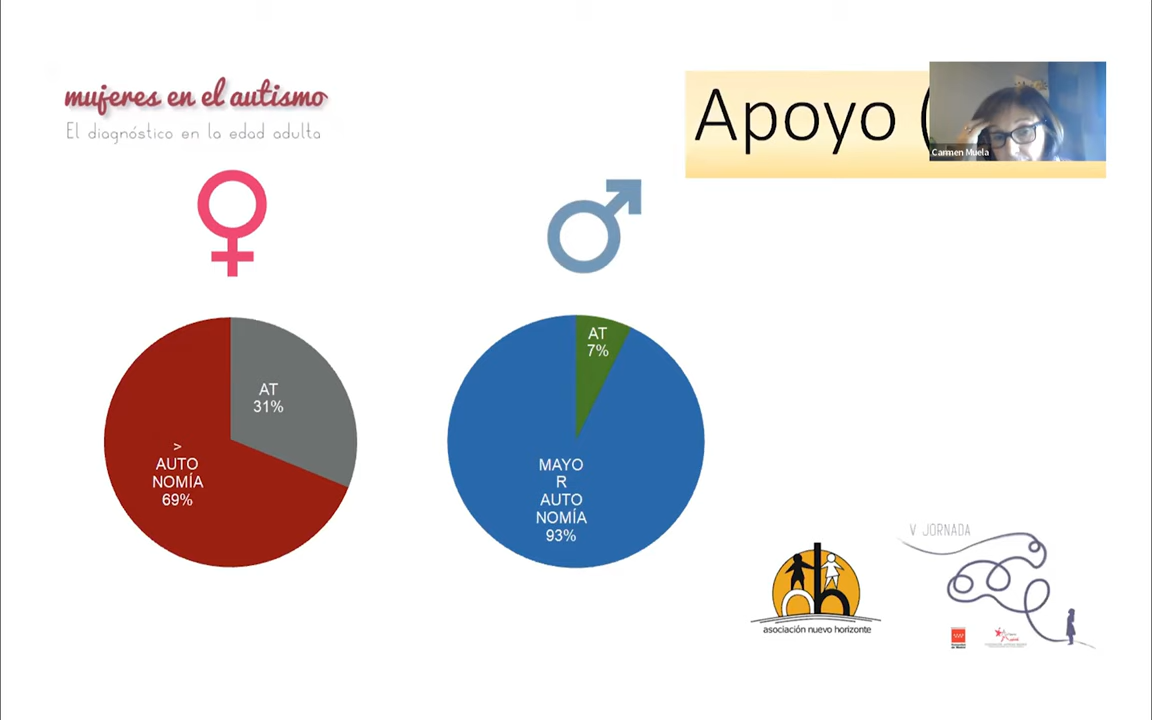 mujeres en el autismo
El diagnóstico en la edad adulta
Apoyo (
Carmen Muela
AT
31%
>
AUTO
NOMÍA
69%
AT
7%
MAYO
R
AUTO
NOMÍA
93%
V JORNADA
asociación nuevo horizonte